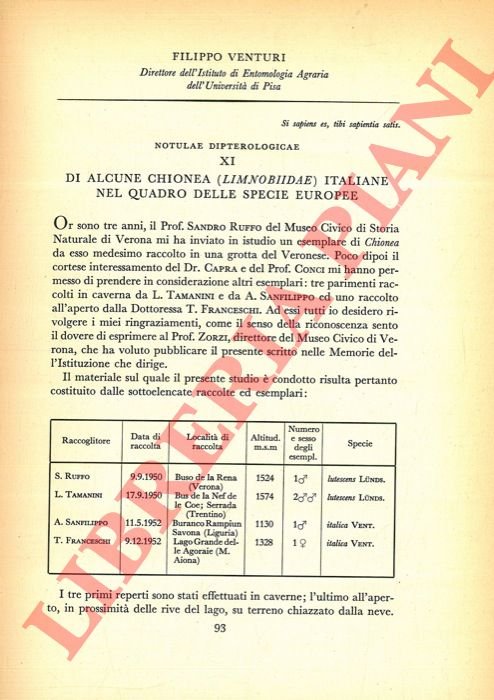 FILIPPO VENTURI
Direttore dell'Istituto di Entomologia Agraria
dell'Università di Pisa
Si sapiens es, tibi sapientia satis.
NOTULAE DIPTEROLOGICAE
XI
DI ALCUNE CHIONEA (LIMNOBIIDAE) ITALIANE
NEL QUADRO DELLE SPECIE EUROPEE
Or sono tre anni, il Prof. SANDRO RUFFO del Museo Civico di Storia
Naturale di Verona mi ha inviato in istudio un esemplare di Chionea
da esso medesimo raccolto in una grotta del Veronese. Poco dipoi il
cortese interessamento del Dr. CAPRA e del Prof. CONCI mi hanno per-
messo di prendere in considerazione altri esemplari: tre parimenti rac-
colti in caverna da L. TAMANINI e da A. SANFILIPPO ed uno raccolto
all'aperto dalla Dottoressa T. FRANCESCHI. Ad essi tutti io desidero ri-
volgere i miei ringraziamenti, come il senso della riconoscenza sento
il dovere di esprimere al Prof. ZORZI, direttore del Museo Civico di Ve-
rona, che ha voluto pubblicare il presente scritto nelle Memorie del-
l'Istituzione che dirige.
Il materiale sul quale il presente studio è condotto risulta pertanto
costituito dalle sottoelencate raccolte ed esemplari:
Raccoglitore Data di raccolta Località di raccolta Altitud. m.s.m Numero e sesso degli esempl. Specie
S. RUFFO 9.9.1950 Buso de la Rena (Verona) 1524 1♂ lutescens LÜNDS.
L. TAMANINI 17.9.1950 Bus de la Nef de le Coe; Serrada (Trentino) 1574 2♂♂ lutescens LÜNDS.
A. SANFILIPPO 11.5.1952 Buranco Rampiun Savona (Liguria) 1130 1♂ italica VENT.
T. FRANCESCHI 9.12.1952 Lago Grande del-le Agoraie (M. Aiona) 1328 1♀ italica VENT.
I tre primi reperti sono stati effettuati in caverne; l'ultimo all'aper-
to, in prossimità delle rive del lago, su terreno chiazzato dalla neve.
93
LIBRERIA PIANI